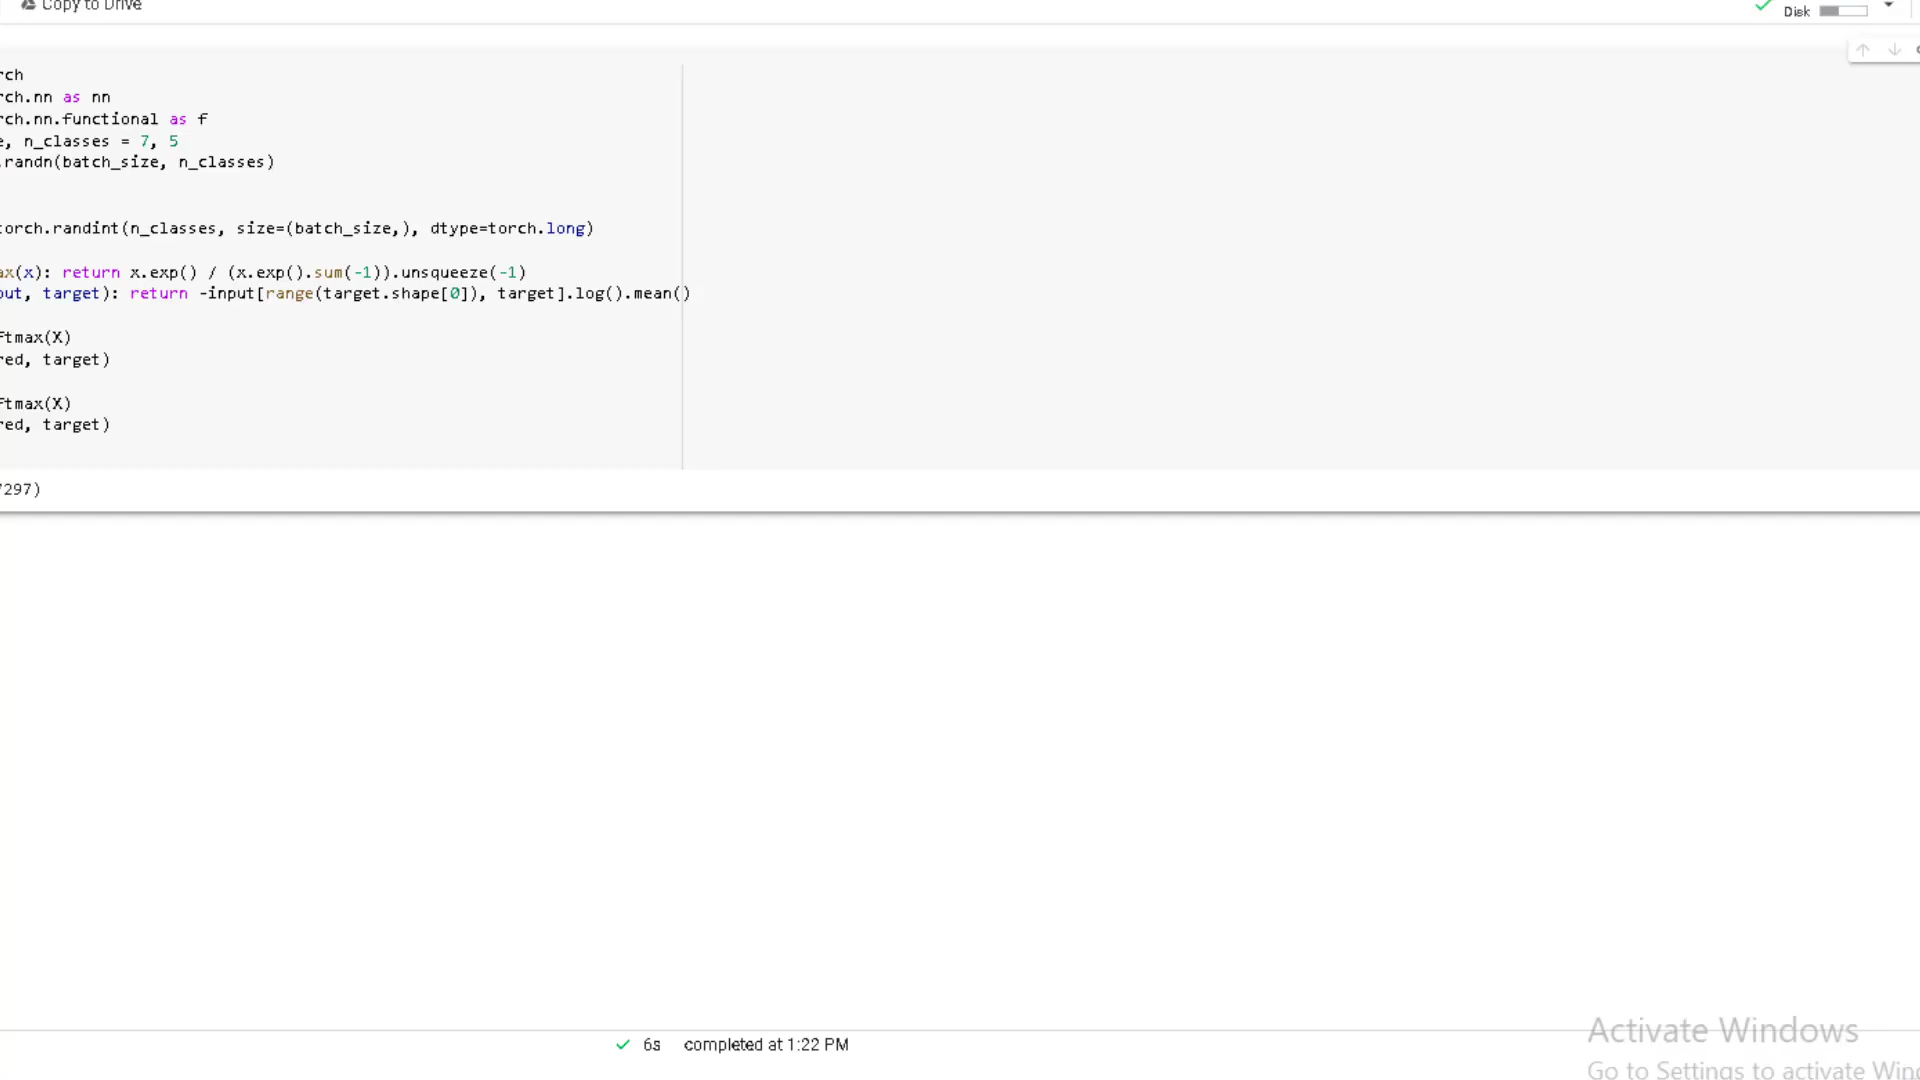 Copy to Drive
Disk
rch
rch.nn as nn
rch.nn.functional as f
e, n_classes = 7, 5
.randn(batch_size, n_classes)
torch.randint(n_classes, size=(batch_size,), dtype=torch.long)
ax(x): return x.exp() / (x.exp().sum(-1)).unsqueeze(-1)
out, target): return -input[range(target.shape[0]), target].log().mean()
ftmax(X)
red, target)
ftmax(X)
red, target)
7297)
6s completed at 1:22 PM
Activate Windows
Go to Settings to activate Win